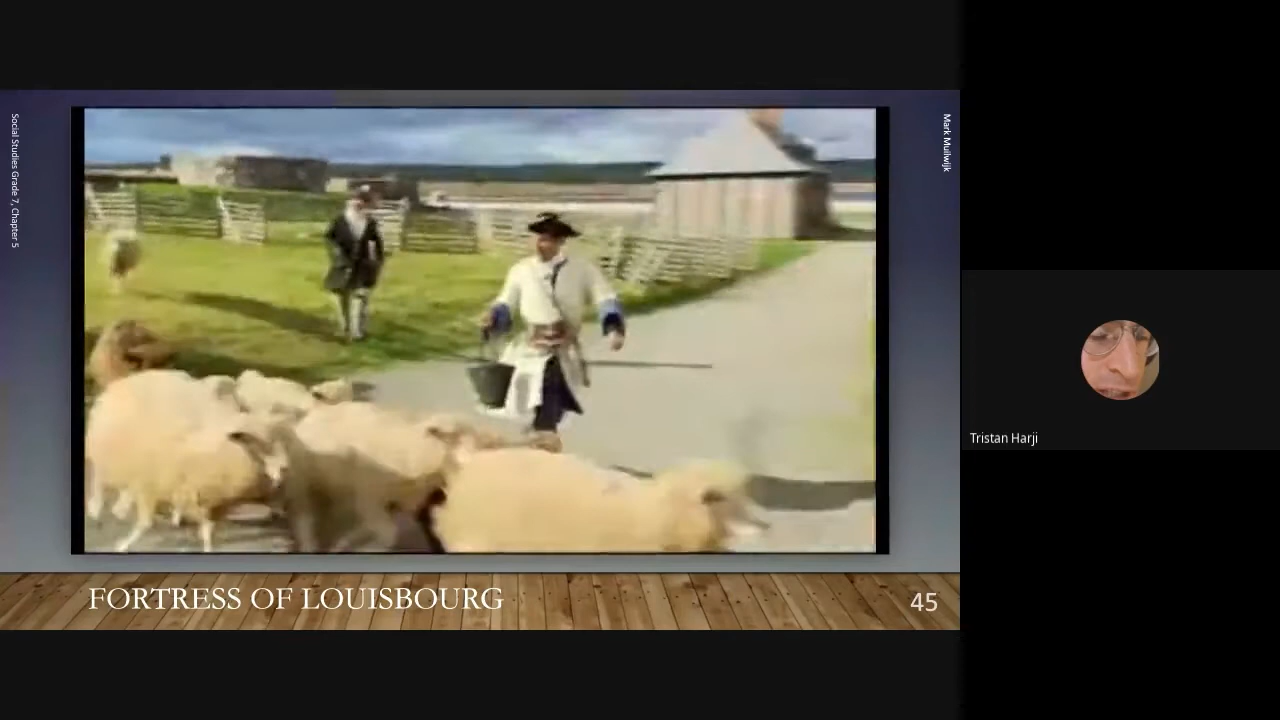 Social Studies Grade 7, Chapter 5
Mark Muilwijk
Tristan Harji
FORTRESS OF LOUISBOURG
45